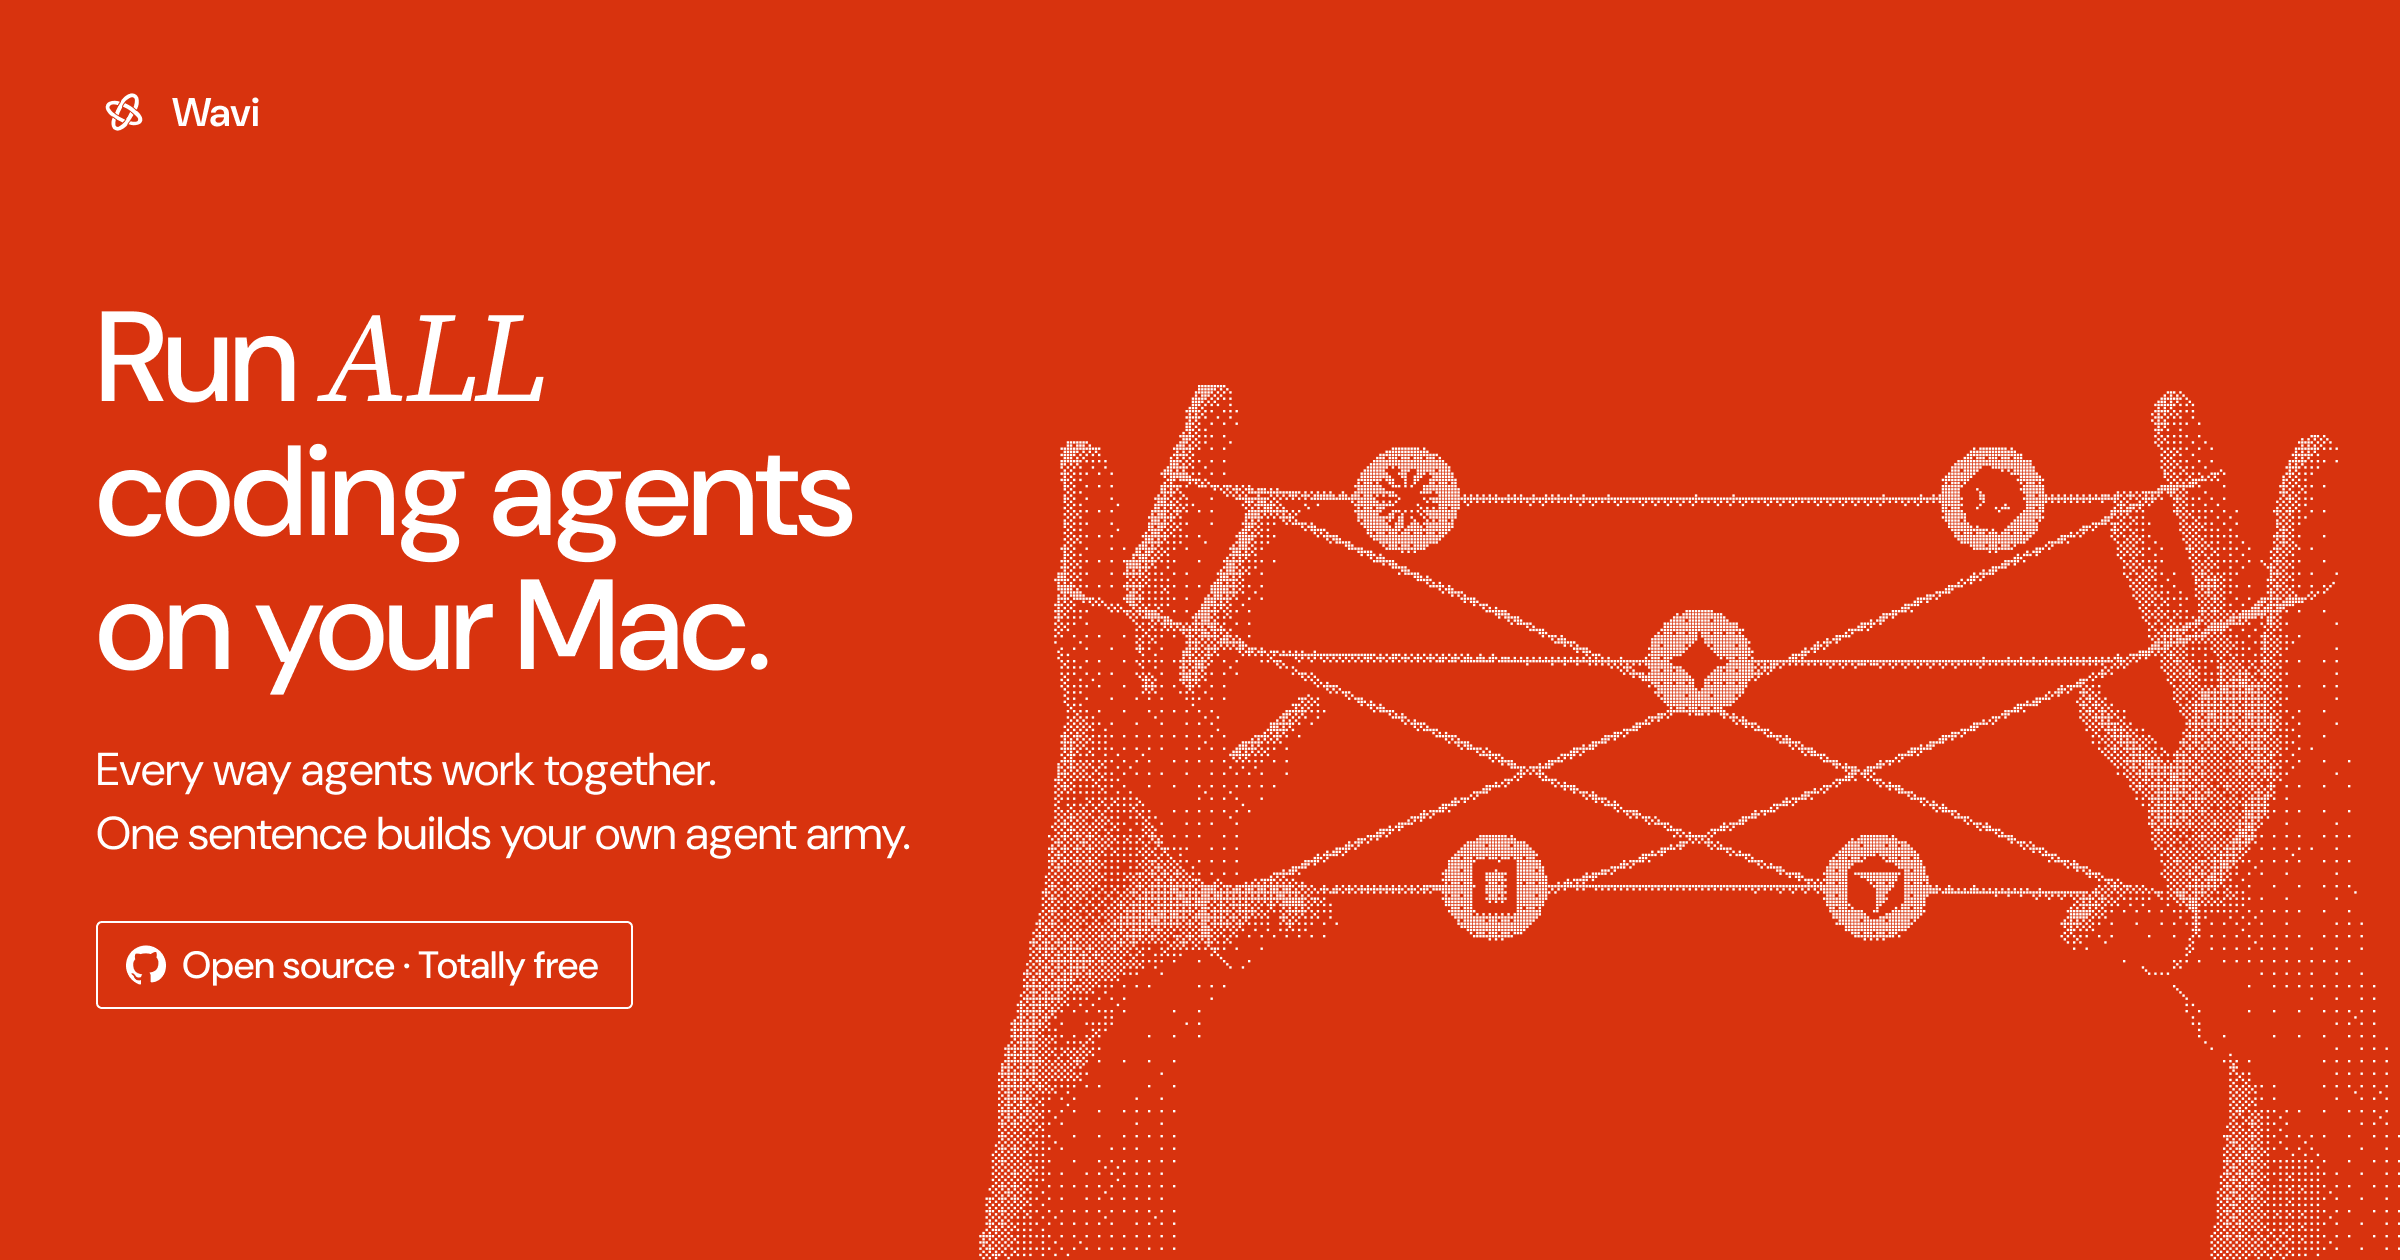 Wavi
Run ALL
coding agents
on your Mac.
Every way agents work together.
One sentence builds your own agent army.
Open source · Totally free